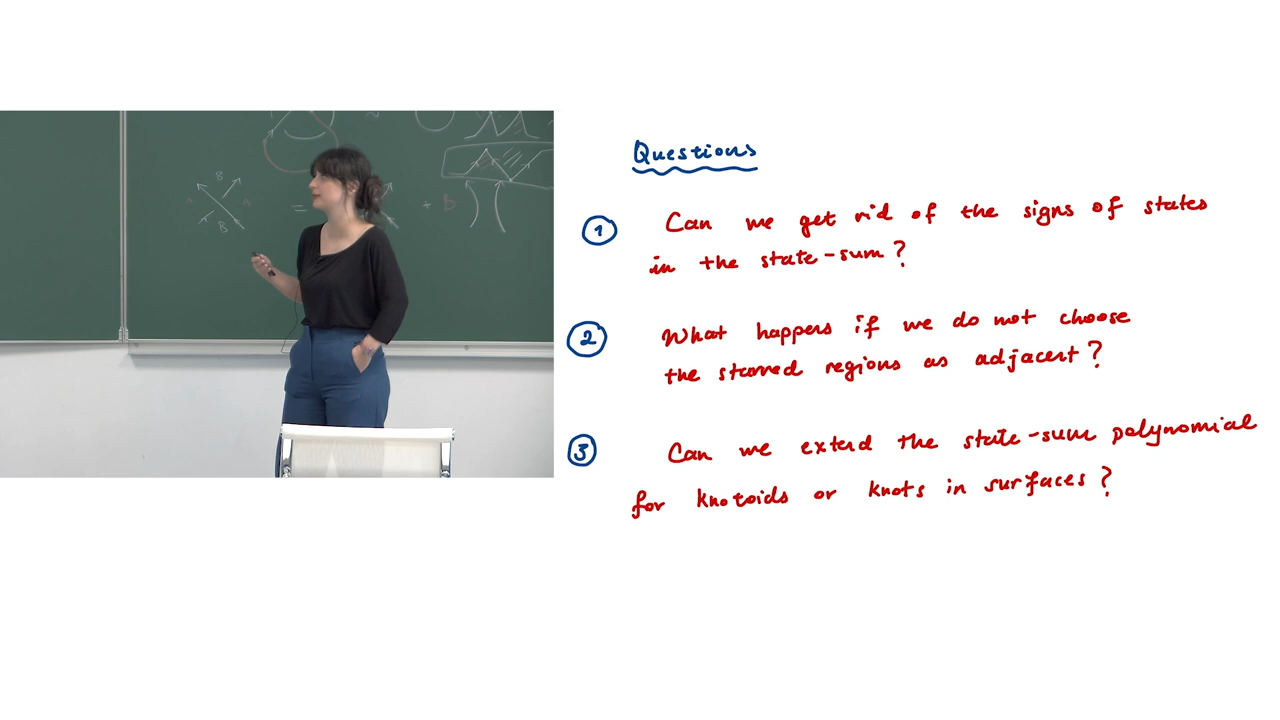 B
A A
B
= + b
Questions
1 Can we get rid of the signs of states
in the state-sum?
2 What happens if we do not choose
the starred regions as adjacent?
3 Can we extend the state-sum polynomial
for knotoids or knots in surfaces?